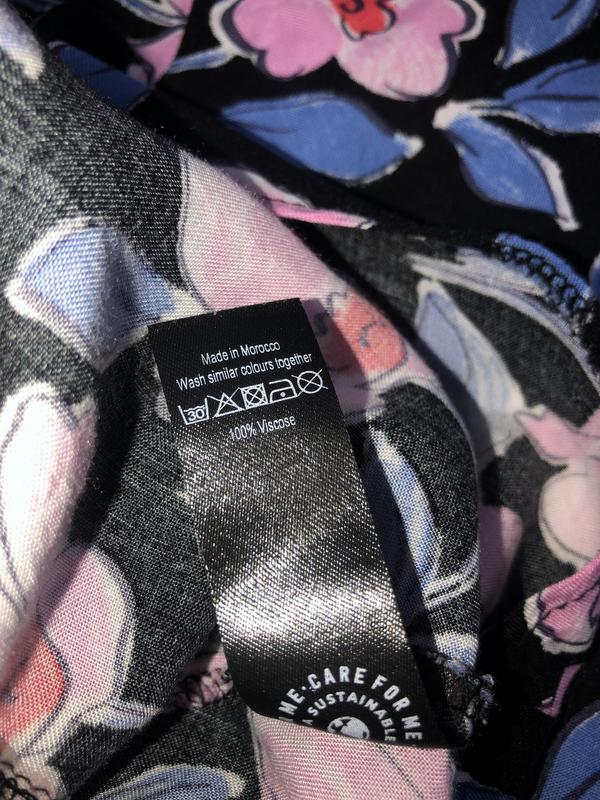 Made in Morocco
Wash similar colours together
30
100% Viscose
ME·CARE FOR ME
A SUSTAINABLE